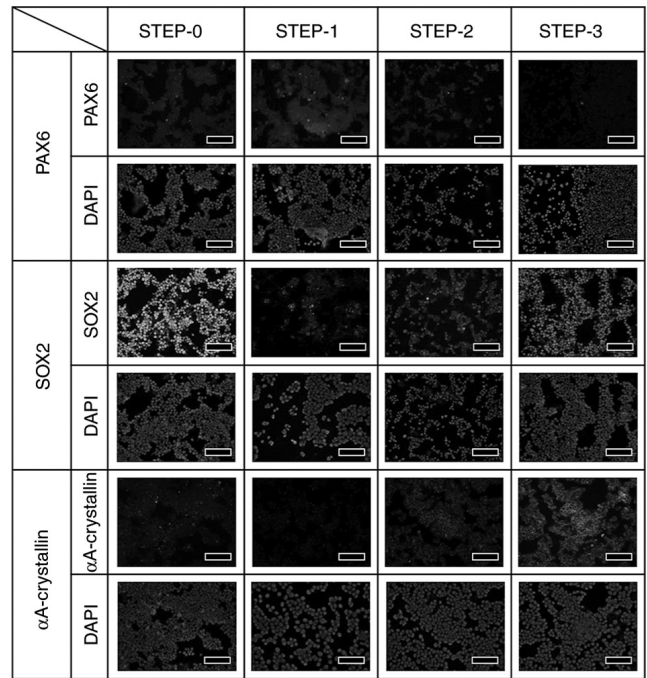 STEP-0 STEP-1 STEP-2 STEP-3
PAX6
PAX6
DAPI
SOX2
SOX2
DAPI
αA-crystallin
αA-crystallin
DAPI